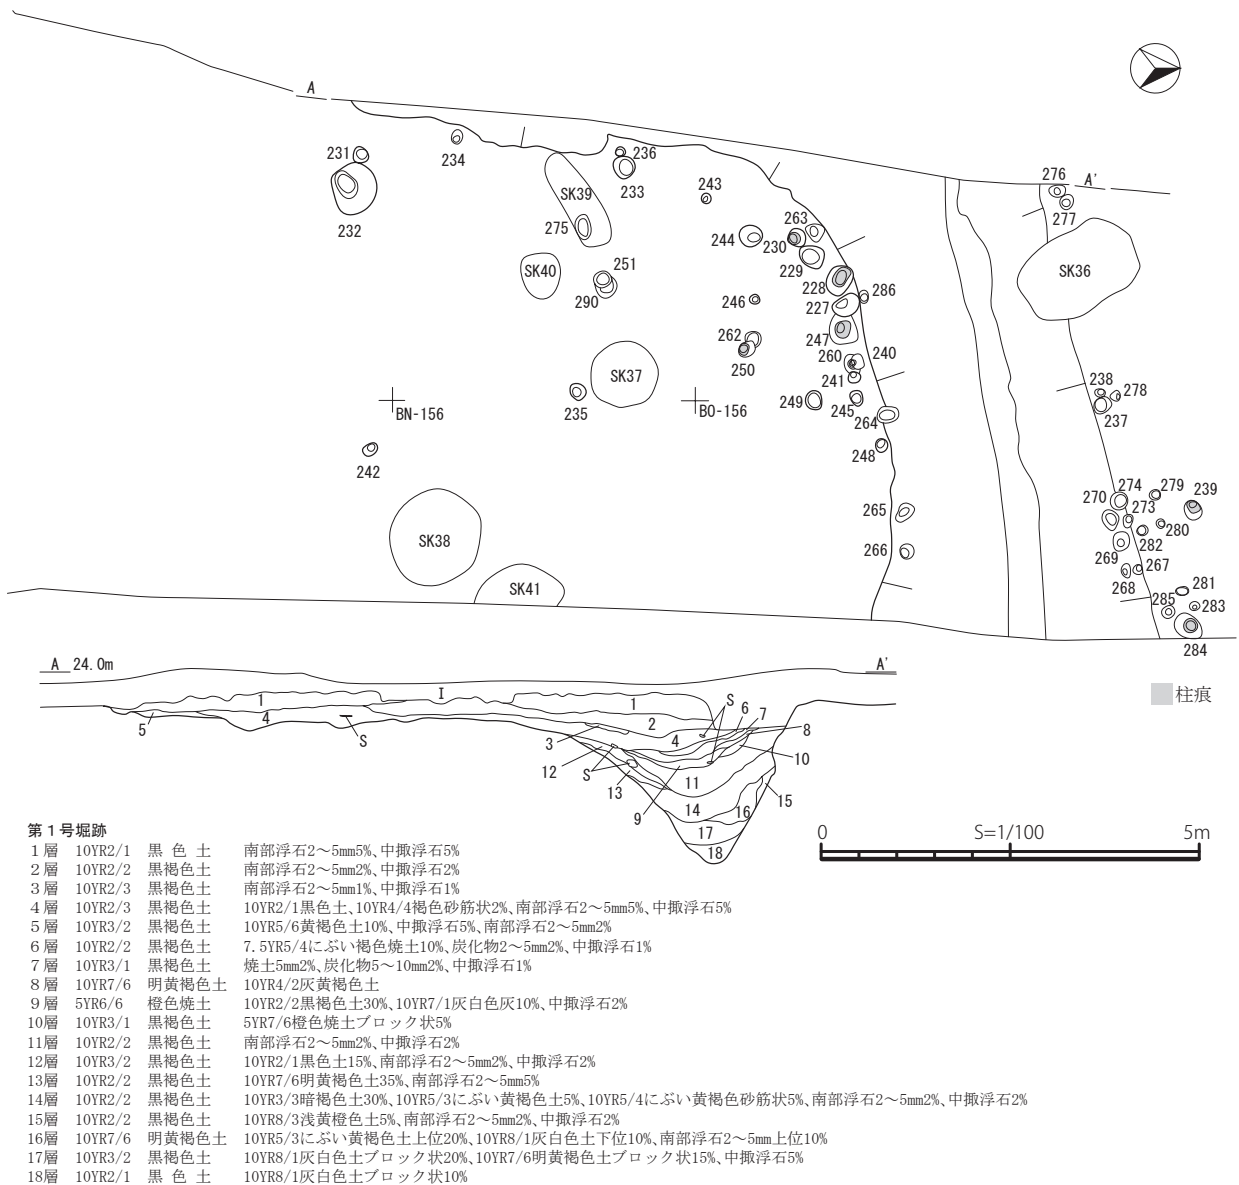 A
A'
231
234
236
233
232
SK39
275
243
244
263
230
229
228
227
286
247
246
262
250
260
240
241
249
245
264
248
265
266
SK40
251
290
SK37
235
BN-156
BO-156
242
SK38
SK41
276
277
SK36
238
278
237
274
279
239
270
273
280
269
282
268
267
281
285
283
284
柱痕
A 24.0m
A'
1
I
1
S
6
7
5
4
S
2
3
4
8
12
S
10
13
11
9
14
16
15
17
18
0 S=1/100 5m
第1号堀跡
1層 10YR2/1 黒色土 南部浮石2～5mm5%、中掫浮石5%
2層 10YR2/2 黒褐色土 南部浮石2～5mm2%、中掫浮石2%
3層 10YR2/3 黒褐色土 南部浮石2～5mm1%、中掫浮石1%
4層 10YR2/3 黒褐色土 10YR2/1黒色土、10YR4/4褐色砂筋状2%、南部浮石2～5mm5%、中掫浮石5%
5層 10YR3/2 黒褐色土 10YR5/6黄褐色土10%、中掫浮石5%、南部浮石2～5mm2%
6層 10YR2/2 黒褐色土 7.5YR5/4にぶい褐色焼土10%、炭化物2～5mm2%、中掫浮石1%
7層 10YR3/1 黒褐色土 焼土5mm2%、炭化物5～10mm2%、中掫浮石1%
8層 10YR7/6 明黄褐色土 10YR4/2灰黄褐色土
9層 5YR6/6 橙色焼土 10YR2/2黒褐色土30%、10YR7/1灰白色灰10%、中掫浮石2%
10層 10YR3/1 黒褐色土 5YR7/6橙色焼土ブロック状5%
11層 10YR2/2 黒褐色土 南部浮石2～5mm2%、中掫浮石2%
12層 10YR3/2 黒褐色土 10YR2/1黒色土15%、南部浮石2～5mm2%、中掫浮石2%
13層 10YR2/2 黒褐色土 10YR7/6明黄褐色土35%、南部浮石2～5mm5%
14層 10YR2/2 黒褐色土 10YR3/3暗褐色土30%、10YR5/3にぶい黄褐色土5%、10YR5/4にぶい黄褐色砂筋状5%、南部浮石2～5mm2%、中掫浮石2%
15層 10YR2/2 黒褐色土 10YR8/3浅黄橙色土5%、南部浮石2～5mm2%、中掫浮石2%
16層 10YR7/6 明黄褐色土 10YR5/3にぶい黄褐色土上位20%、10YR8/1灰白色土下位10%、南部浮石2～5mm上位10%
17層 10YR3/2 黒褐色土 10YR8/1灰白色土ブロック状20%、10YR7/6明黄褐色土ブロック状15%、中掫浮石5%
18層 10YR2/1 黒色土 10YR8/1灰白色土ブロック状10%